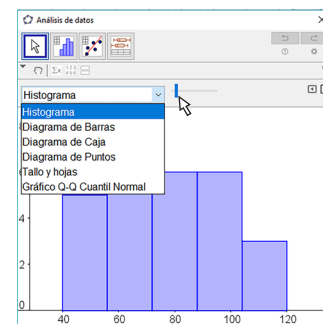 Análisis de datos
Σx
Histograma
Histograma
Diagrama de Barras
Diagrama de Caja
Diagrama de Puntos
Tallo y hojas
Gráfico Q-Q Cuantil Normal
4
2
0
40 60 80 100 120